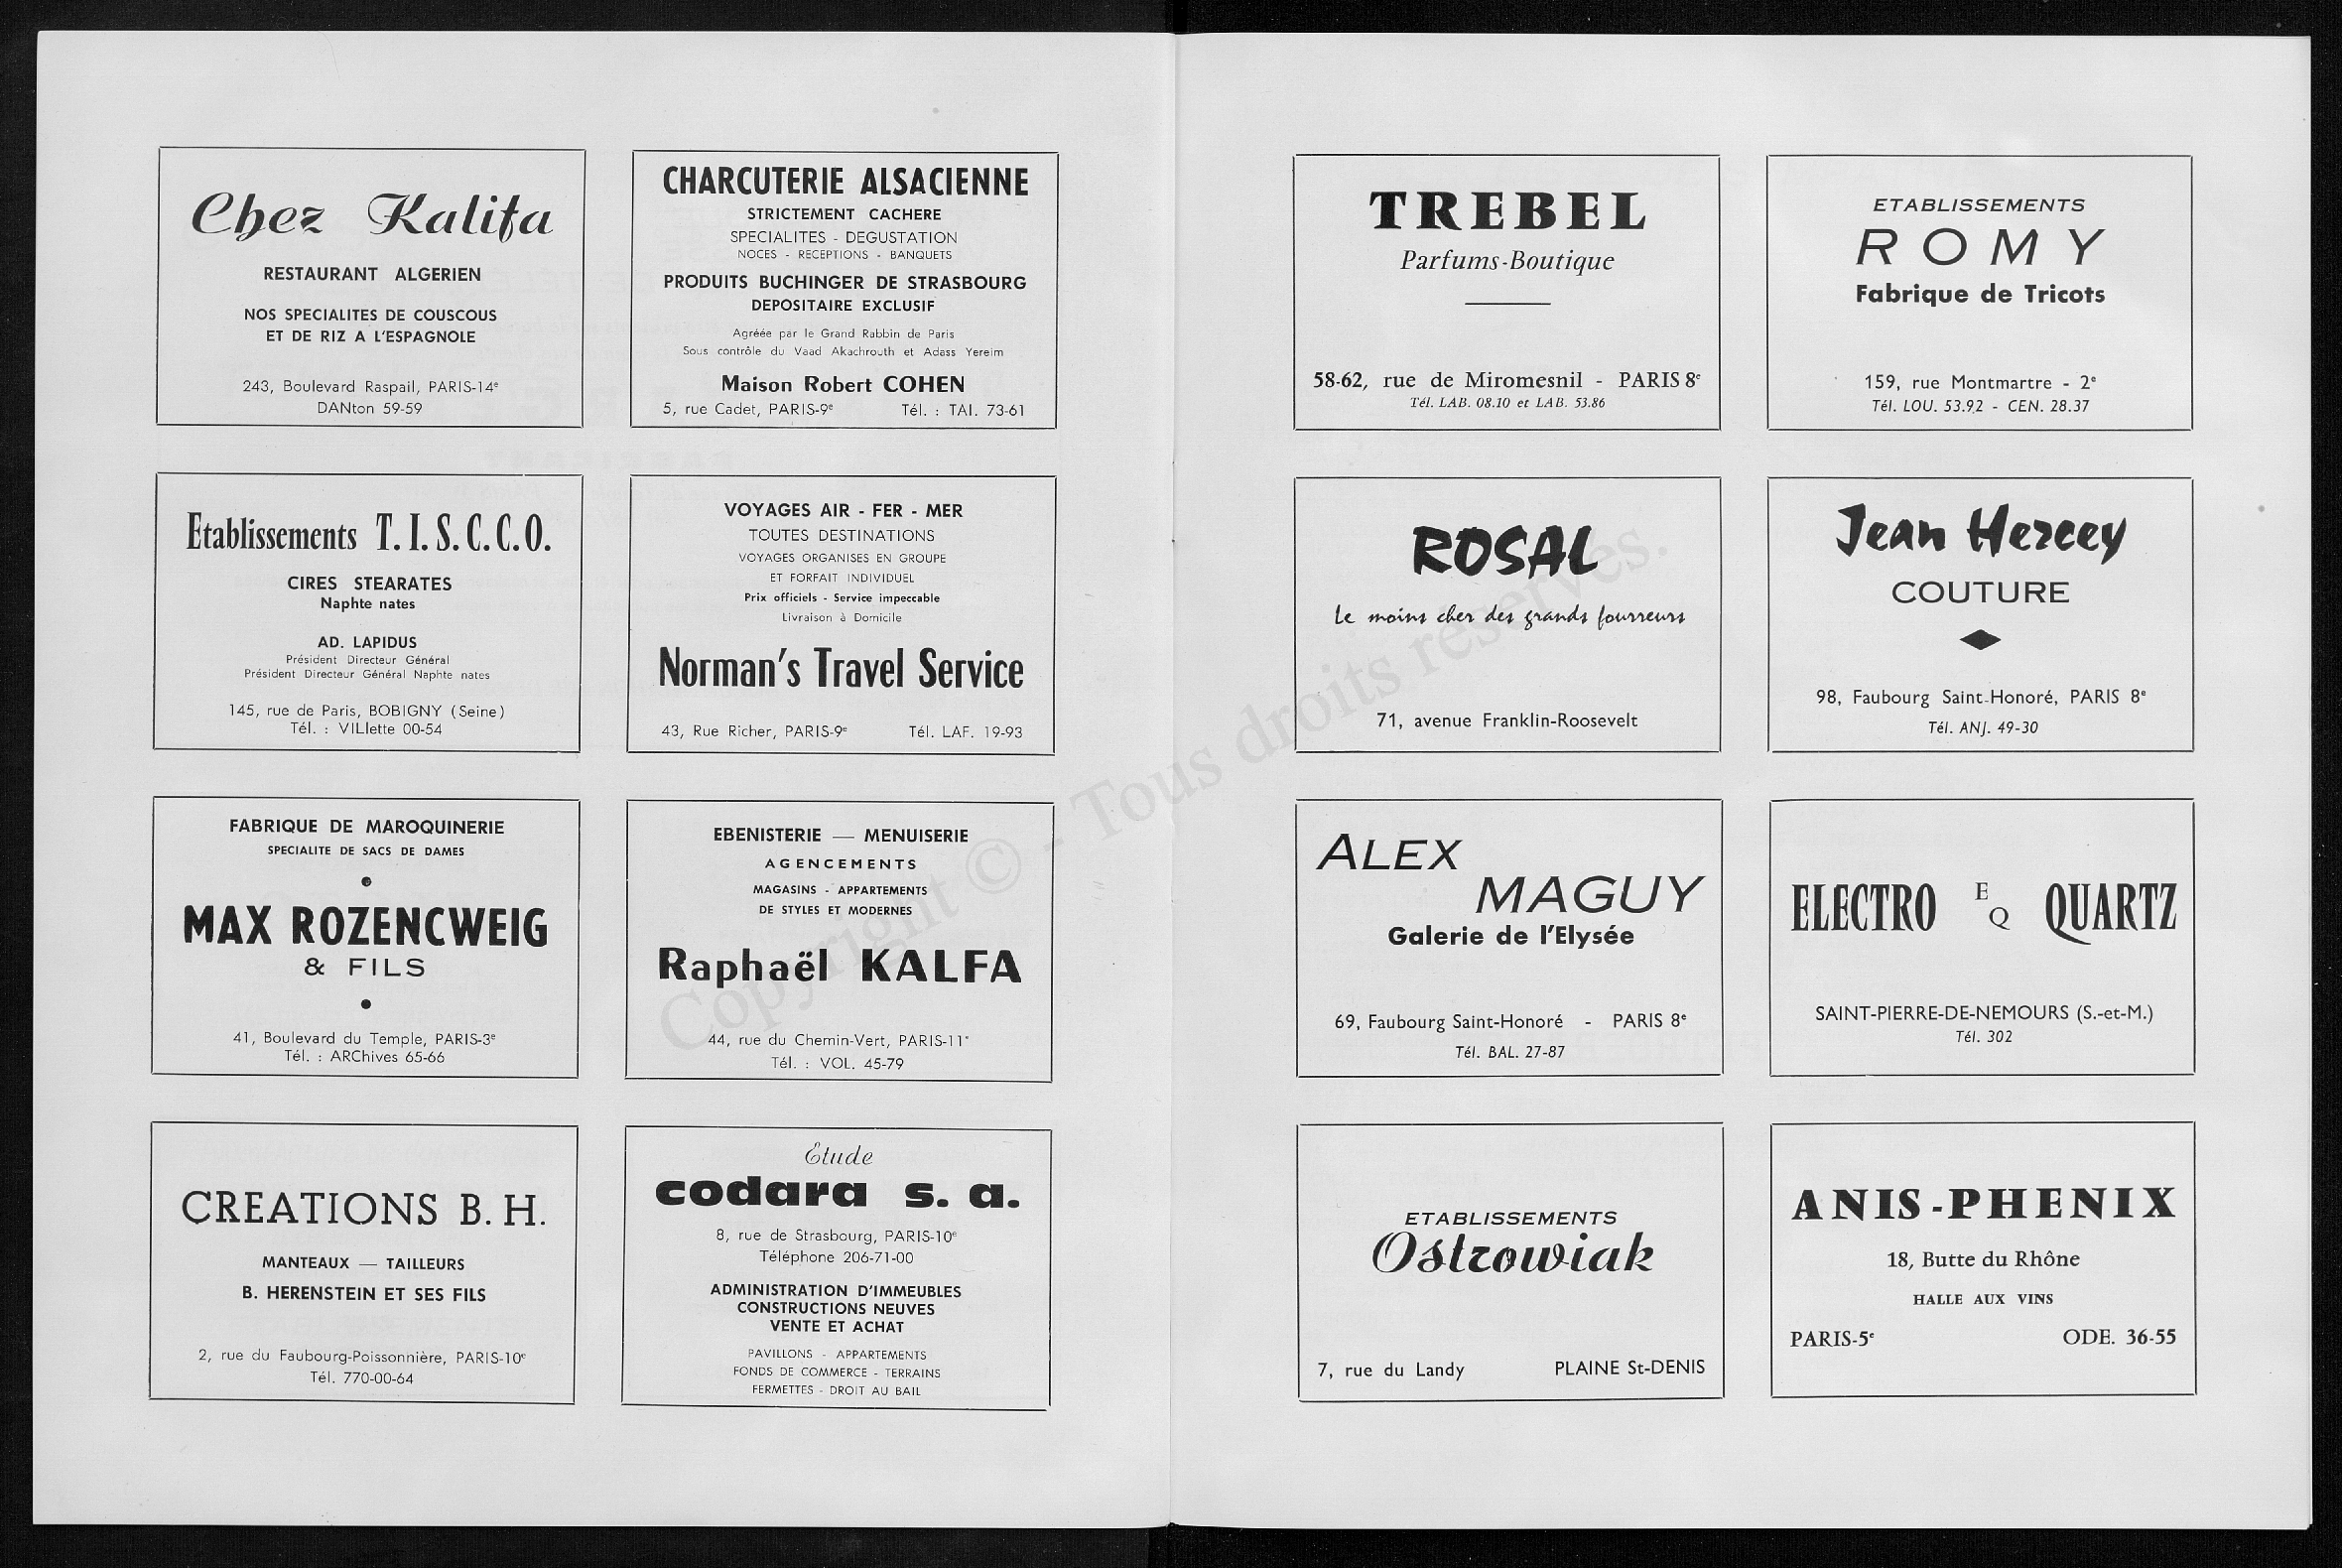 Chez Kalifa
RESTAURANT ALGERIEN
NOS SPECIALITES DE COUSCOUS
ET DE RIZ A L'ESPAGNOLE
243, Boulevard Raspail, PARIS-14e
DANton 59-59
CHARCUTERIE ALSACIENNE
STRICTEMENT CACHERE
SPECIALITES - DEGUSTATION
NOCES - RECEPTIONS - BANQUETS
PRODUITS BUCHINGER DE STRASBOURG
DEPOSITAIRE EXCLUSIF
Agréée par le Grand Rabbin de Paris
Sous contrôle du Vaad Akachrouth et Adass Yereim
Maison Robert COHEN
5, rue Cadet, PARIS-9e Tél. : TAI. 73-61
Etablissements T.I.S.C.C.O.
CIRES STEARATES
Naphte nates
AD. LAPIDUS
Président Directeur Général
Président Directeur Général Naphte nates
145, rue de Paris, BOBIGNY (Seine)
Tél. : VILlette 00-54
VOYAGES AIR - FER - MER
TOUTES DESTINATIONS
VOYAGES ORGANISES EN GROUPE
ET FORFAIT INDIVIDUEL
Prix officiels - Service impeccable
Livraison à Domicile
Norman's Travel Service
43, Rue Richer, PARIS-9e Tél. LAF. 19-93
FABRIQUE DE MAROQUINERIE
SPECIALITE DE SACS DE DAMES
MAX ROZENCWEIG
& FILS
41, Boulevard du Temple, PARIS-3e
Tél. : ARChives 65-66
EBENISTERIE — MENUISERIE
AGENCEMENTS
MAGASINS - APPARTEMENTS
DE STYLES ET MODERNES
Raphaël KALFA
44, rue du Chemin-Vert, PARIS-11e
Tél. : VOL. 45-79
CREATIONS B. H.
MANTEAUX — TAILLEURS
B. HERENSTEIN ET SES FILS
2, rue du Faubourg-Poissonnière, PARIS-10e
Tél. 770-00-64
Etude
codara s. a.
8, rue de Strasbourg, PARIS-10e
Téléphone 206-71-00
ADMINISTRATION D'IMMEUBLES
CONSTRUCTIONS NEUVES
VENTE ET ACHAT
PAVILLONS - APPARTEMENTS
FONDS DE COMMERCE - TERRAINS
FERMETTES - DROIT AU BAIL
TREBEL
Parfums-Boutique
58-62, rue de Miromesnil - PARIS 8e
Tél. LAB. 08.10 et LAB. 53.86
ETABLISSEMENTS
ROMY
Fabrique de Tricots
159, rue Montmartre - 2e
Tél. LOU. 53.92 - CEN. 28.37
ROSAL
Le moins cher des grands fourreurs
71, avenue Franklin-Roosevelt
Jean Hercey
COUTURE
98, Faubourg Saint-Honoré, PARIS 8e
Tél. ANJ. 49-30
ALEX
MAGUY
Galerie de l'Elysée
69, Faubourg Saint-Honoré - PARIS 8e
Tél. BAL. 27-87
ELECTRO EQ QUARTZ
SAINT-PIERRE-DE-NEMOURS (S.-et-M.)
Tél. 302
ETABLISSEMENTS
Ostrowiak
7, rue du Landy PLAINE St-DENIS
ANIS-PHENIX
18, Butte du Rhône
HALLE AUX VINS
PARIS-5e ODE. 36-55
Copyright © - Tous droits réservés.